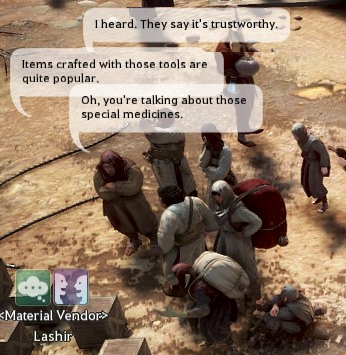 I heard. They say it's trustworthy.
Items crafted with those tools are
quite popular.
Oh, you're talking about those
special medicines.
<Material Vendor>
Lashir